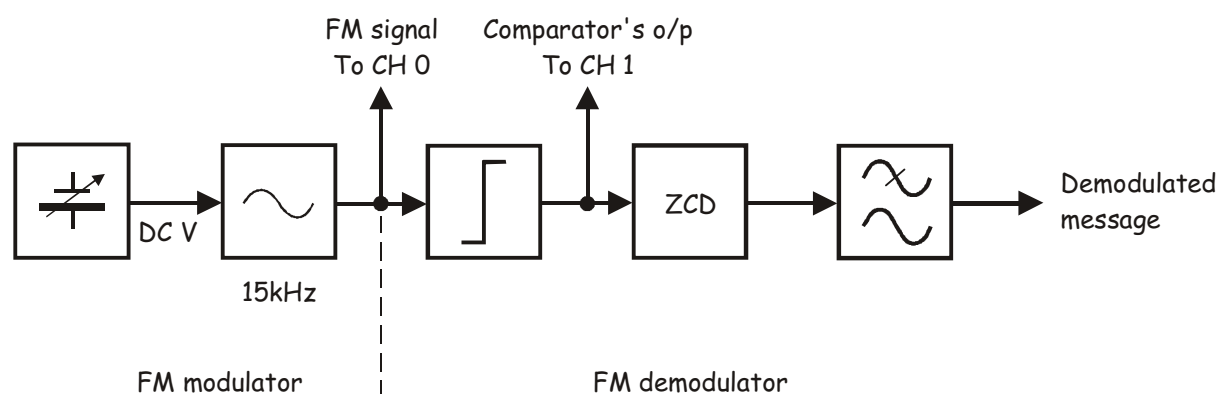 FM signal
To CH 0
Comparator's o/p
To CH 1
DC V
15kHz
ZCD
Demodulated
message
FM modulator
FM demodulator